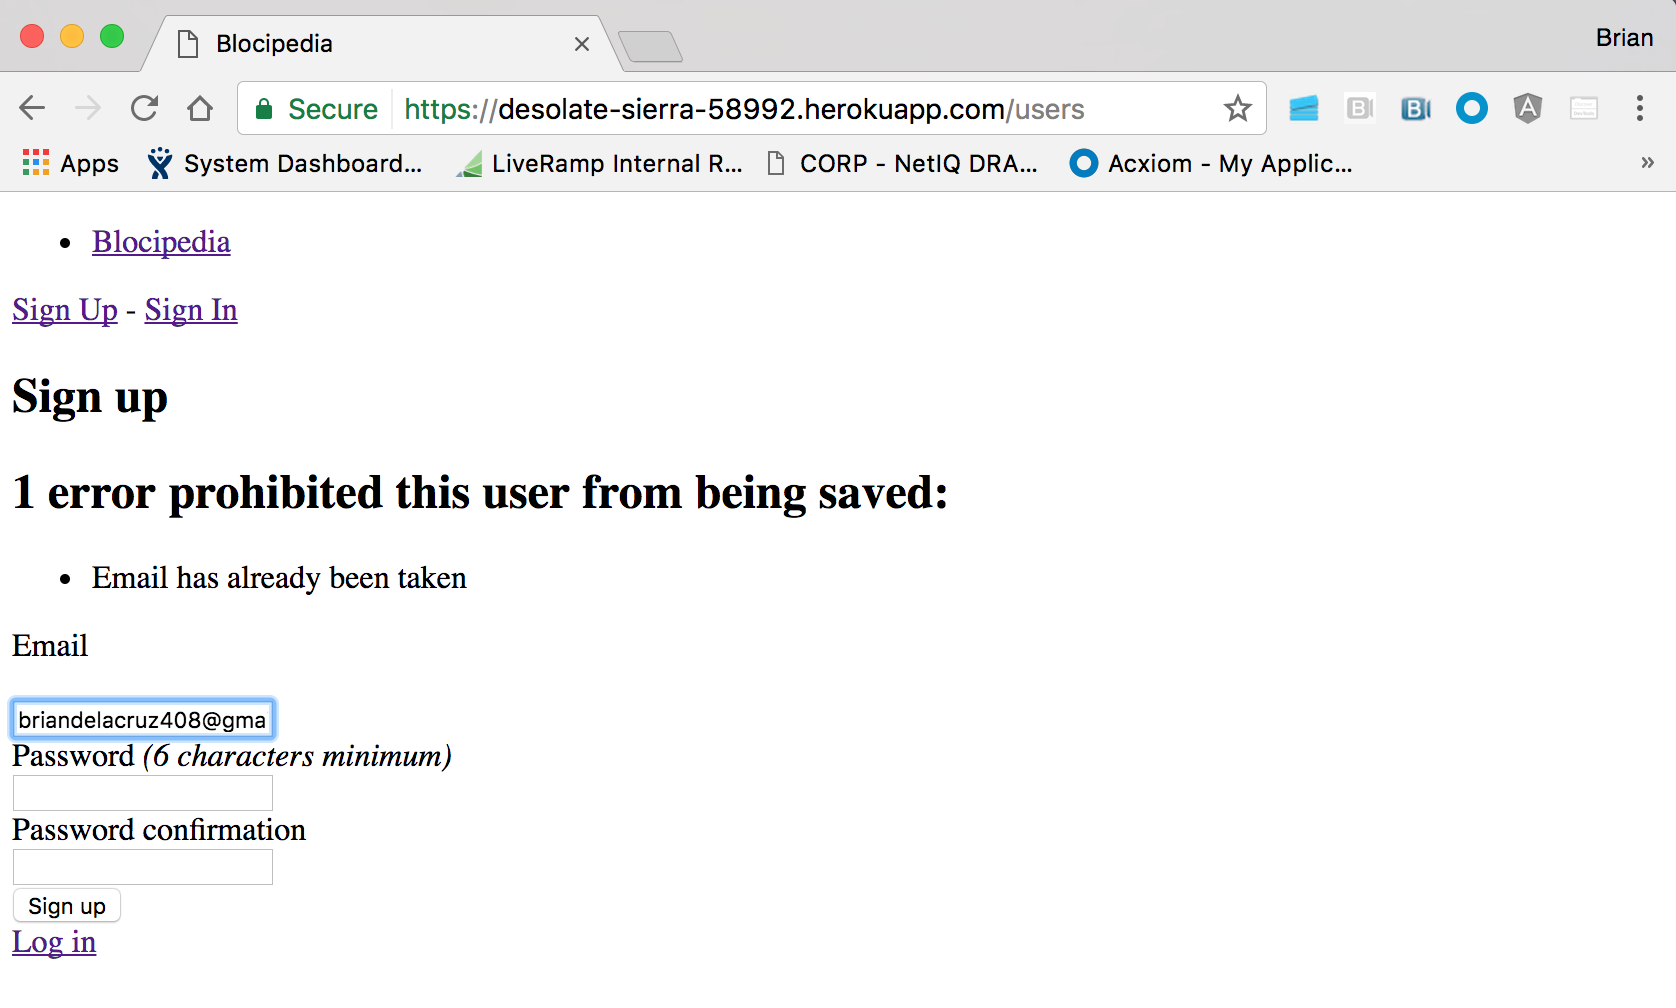 Blocipedia
Brian
Secure https://desolate-sierra-58992.herokuapp.com/users
Apps System Dashboard... LiveRamp Internal R... CORP - NetIQ DRA... Acxiom - My Applic... »
Blocipedia
Sign Up - Sign In
Sign up
1 error prohibited this user from being saved:
Email has already been taken
Email
briandelacruz408@gma
Password (6 characters minimum)
Password confirmation
Sign up
Log in